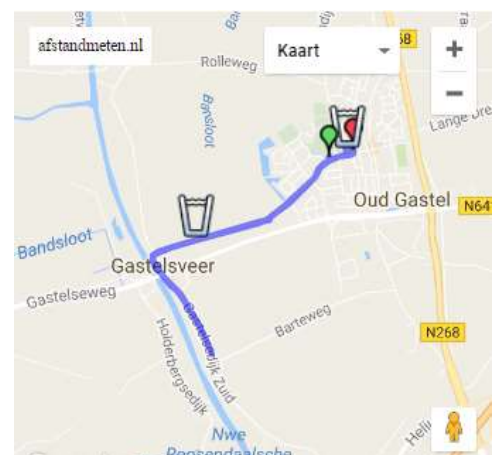 afstandmeten.nl
Kaart
Rolleweg
Bansloot
Lange
Oud Gastel
N64
Bandsloot
Gastelsveer
Gastelseweg
Gastelsedijk Zuid
Barteweg
Holderbergsedijk
N268
Nwe
Roosendaalsche